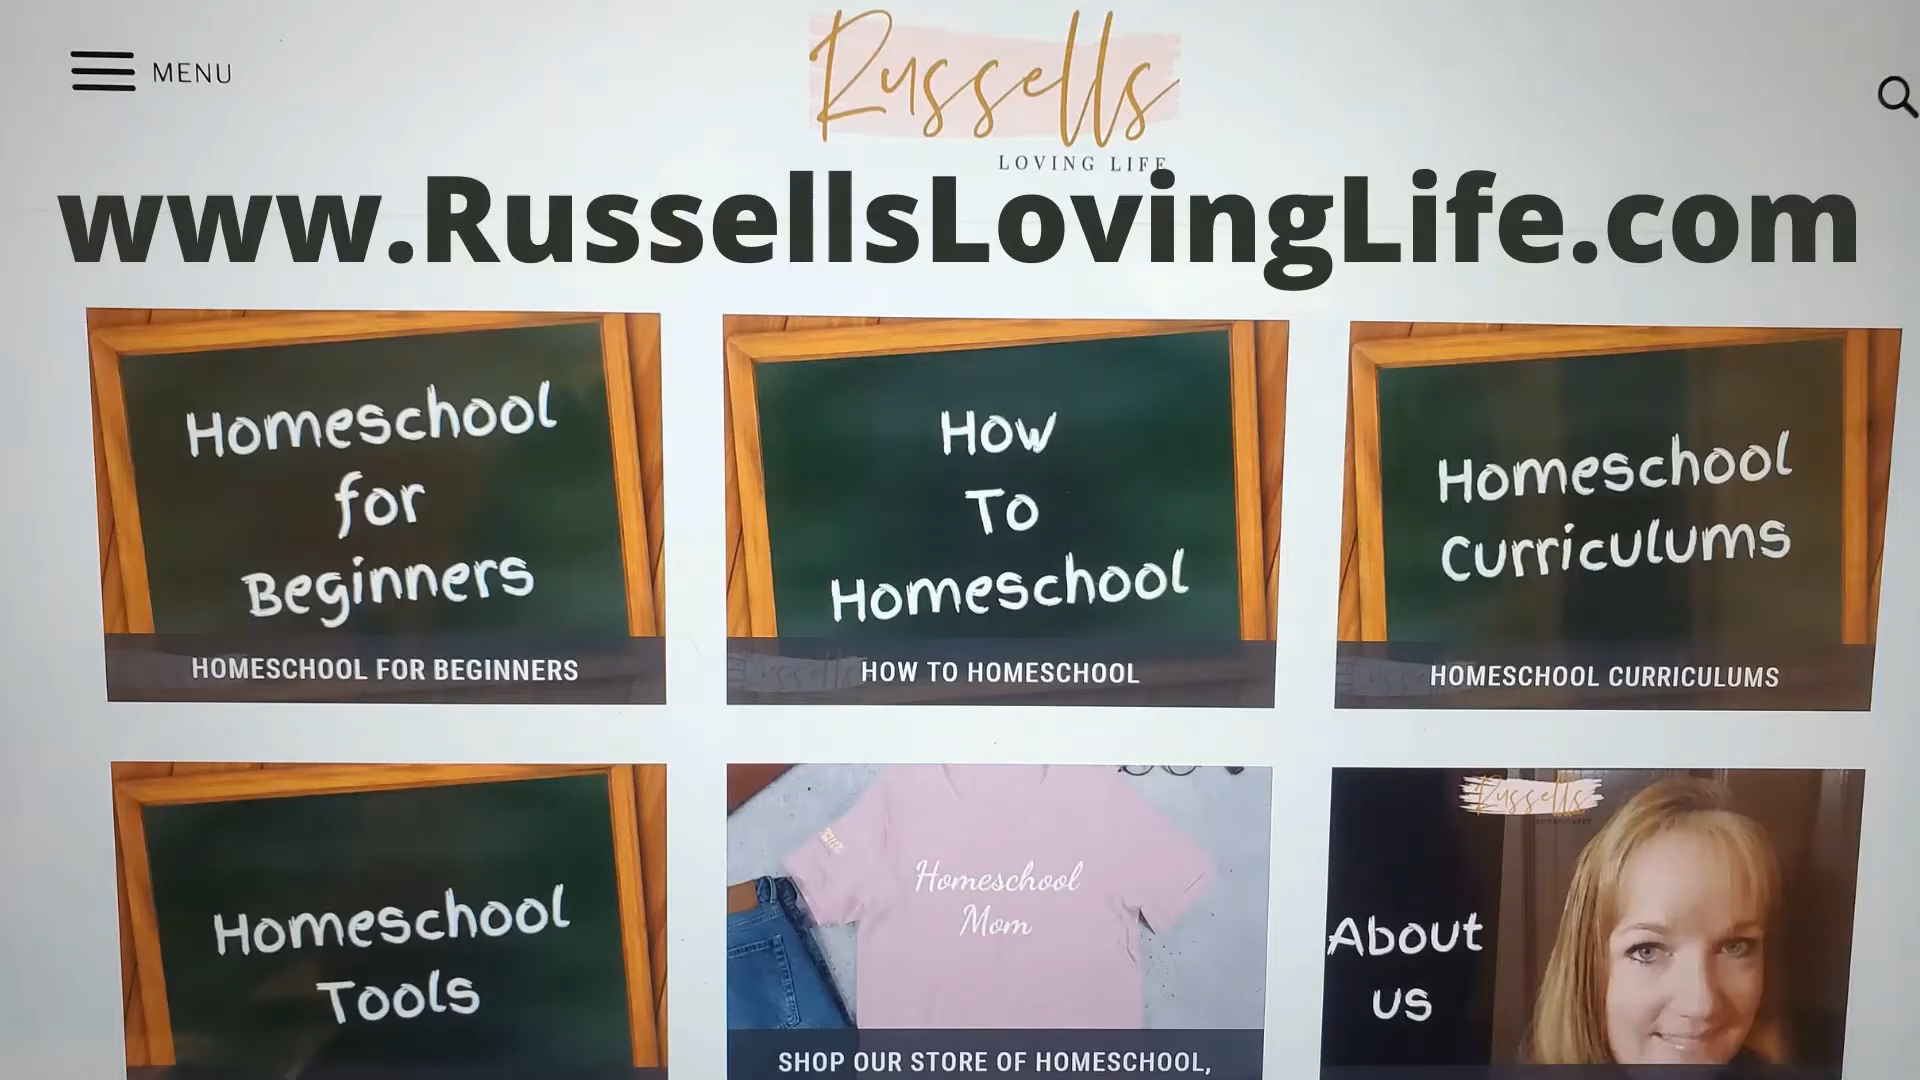 MENU
Russells
LOVING LIFE
www.RussellsLovingLife.com
Homeschool
for
Beginners
HOMESCHOOL FOR BEGINNERS
How
To
Homeschool
HOW TO HOMESCHOOL
Homeschool
Curriculums
HOMESCHOOL CURRICULUMS
Homeschool
Tools
Homeschool
Mom
SHOP OUR STORE OF HOMESCHOOL,
Russells
About
us